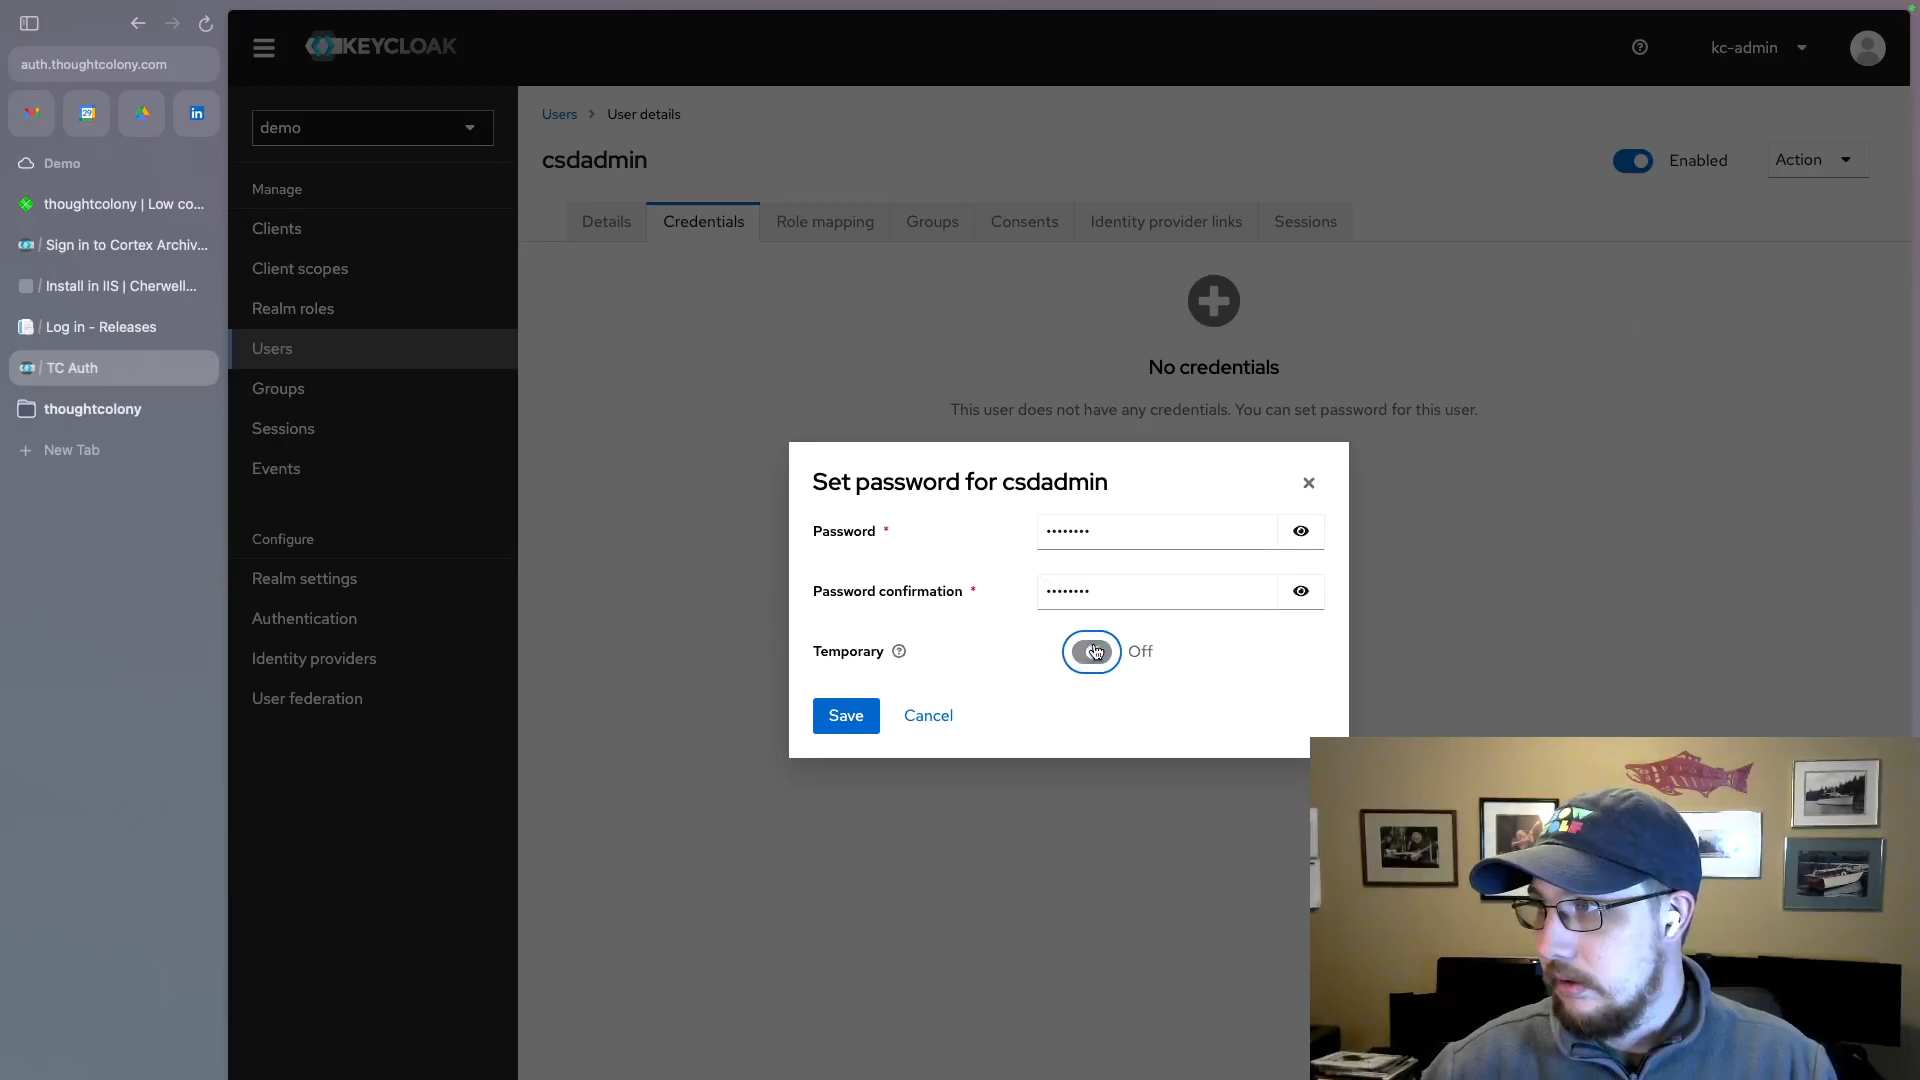 auth.thoughtcolony.com
29
in
Demo
thoughtcolony | Low co...
/ Sign in to Cortex Archiv...
/ Install in IIS | Cherwell...
/ Log in - Releases
/ TC Auth
thoughtcolony
+ New Tab
KEYCLOAK
kc-admin
demo
Manage
Clients
Client scopes
Realm roles
Users
Groups
Sessions
Events
Configure
Realm settings
Authentication
Identity providers
User federation
Users > User details
csdadmin
Enabled
Action
Details
Credentials
Role mapping
Groups
Consents
Identity provider links
Sessions
No credentials
This user does not have any credentials. You can set password for this user.
Set password for csdadmin
Password *
••••••••
Password confirmation *
••••••••
Temporary
Off
Save
Cancel